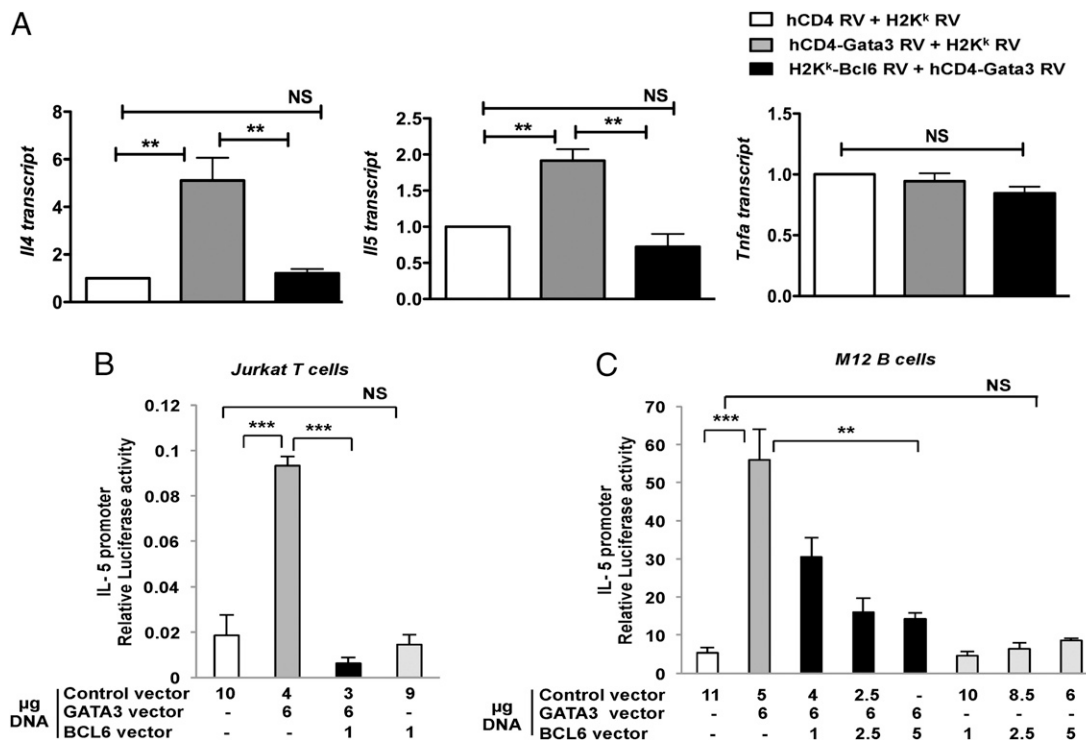 A
hCD4 RV + H2Kᵏ RV
hCD4-Gata3 RV + H2Kᵏ RV
H2Kᵏ-Bcl6 RV + hCD4-Gata3 RV
Il4 transcript
8
6
4
2
0
NS
**
**
Il5 transcript
2.5
2.0
1.5
1.0
0.5
0.0
NS
**
**
Tnfa transcript
1.5
1.0
0.5
0.0
NS
B
Jurkat T cells
IL- 5 promoter
Relative Luciferase activity
0.12
0.1
0.08
0.06
0.04
0.02
0
NS
***
***
µg
DNA
Control vector 10 4 3 9
GATA3 vector - 6 6 -
BCL6 vector - - 1 1
C
M12 B cells
IL- 5 promoter
Relative Luciferase activity
70
60
50
40
30
20
10
0
NS
***
**
µg
DNA
Control vector 11 5 4 2.5 - 10 8.5 6
GATA3 vector - 6 6 6 6 - - -
BCL6 vector - - 1 2.5 5 1 2.5 5